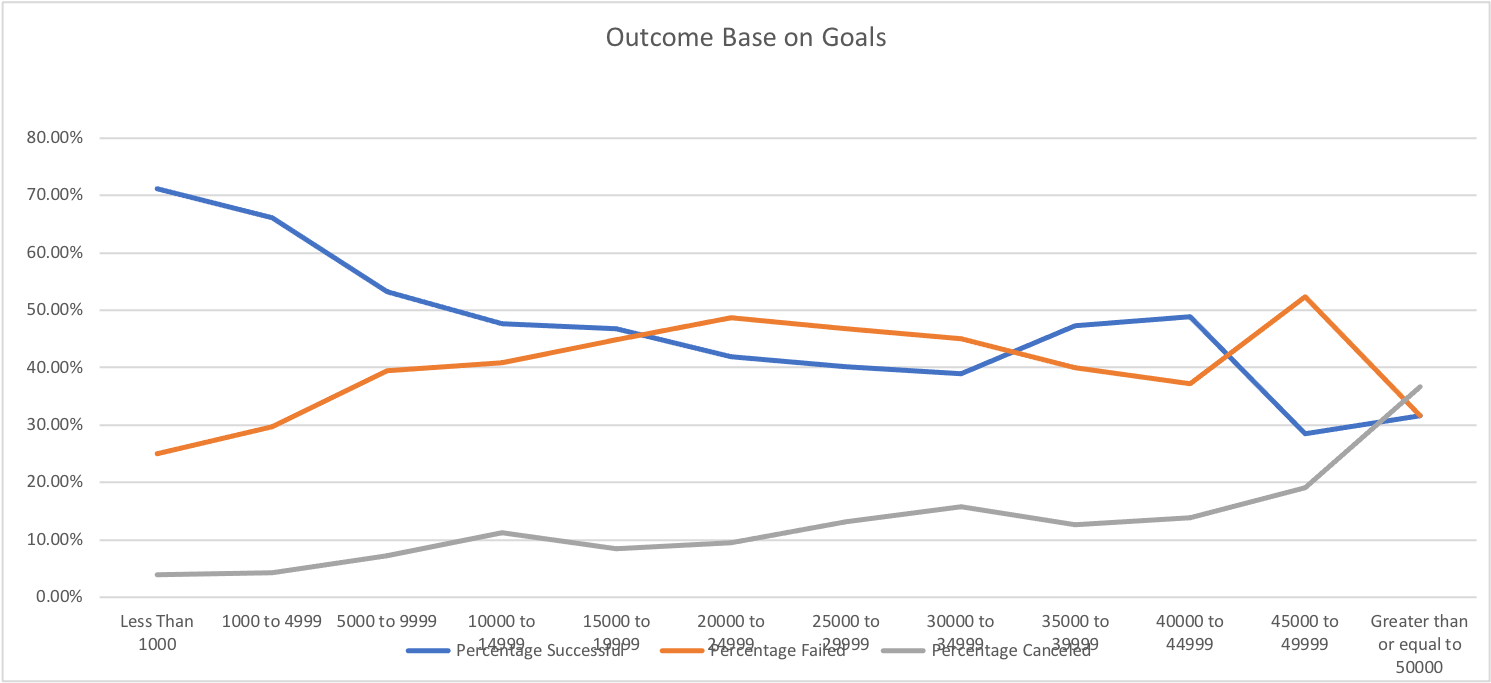 Outcome Base on Goals
80.00%
70.00%
60.00%
50.00%
40.00%
30.00%
20.00%
10.00%
0.00%
Less Than 1000 to 4999 5000 to 9999 10000 to 15000 to 20000 to 25000 to 30000 to 35000 to 40000 to 45000 to Greater than
1000 14999 19999 24999 29999 34999 39999 44999 49999 or equal to
Percentage Successful Percentage Failed Percentage Canceled
50000